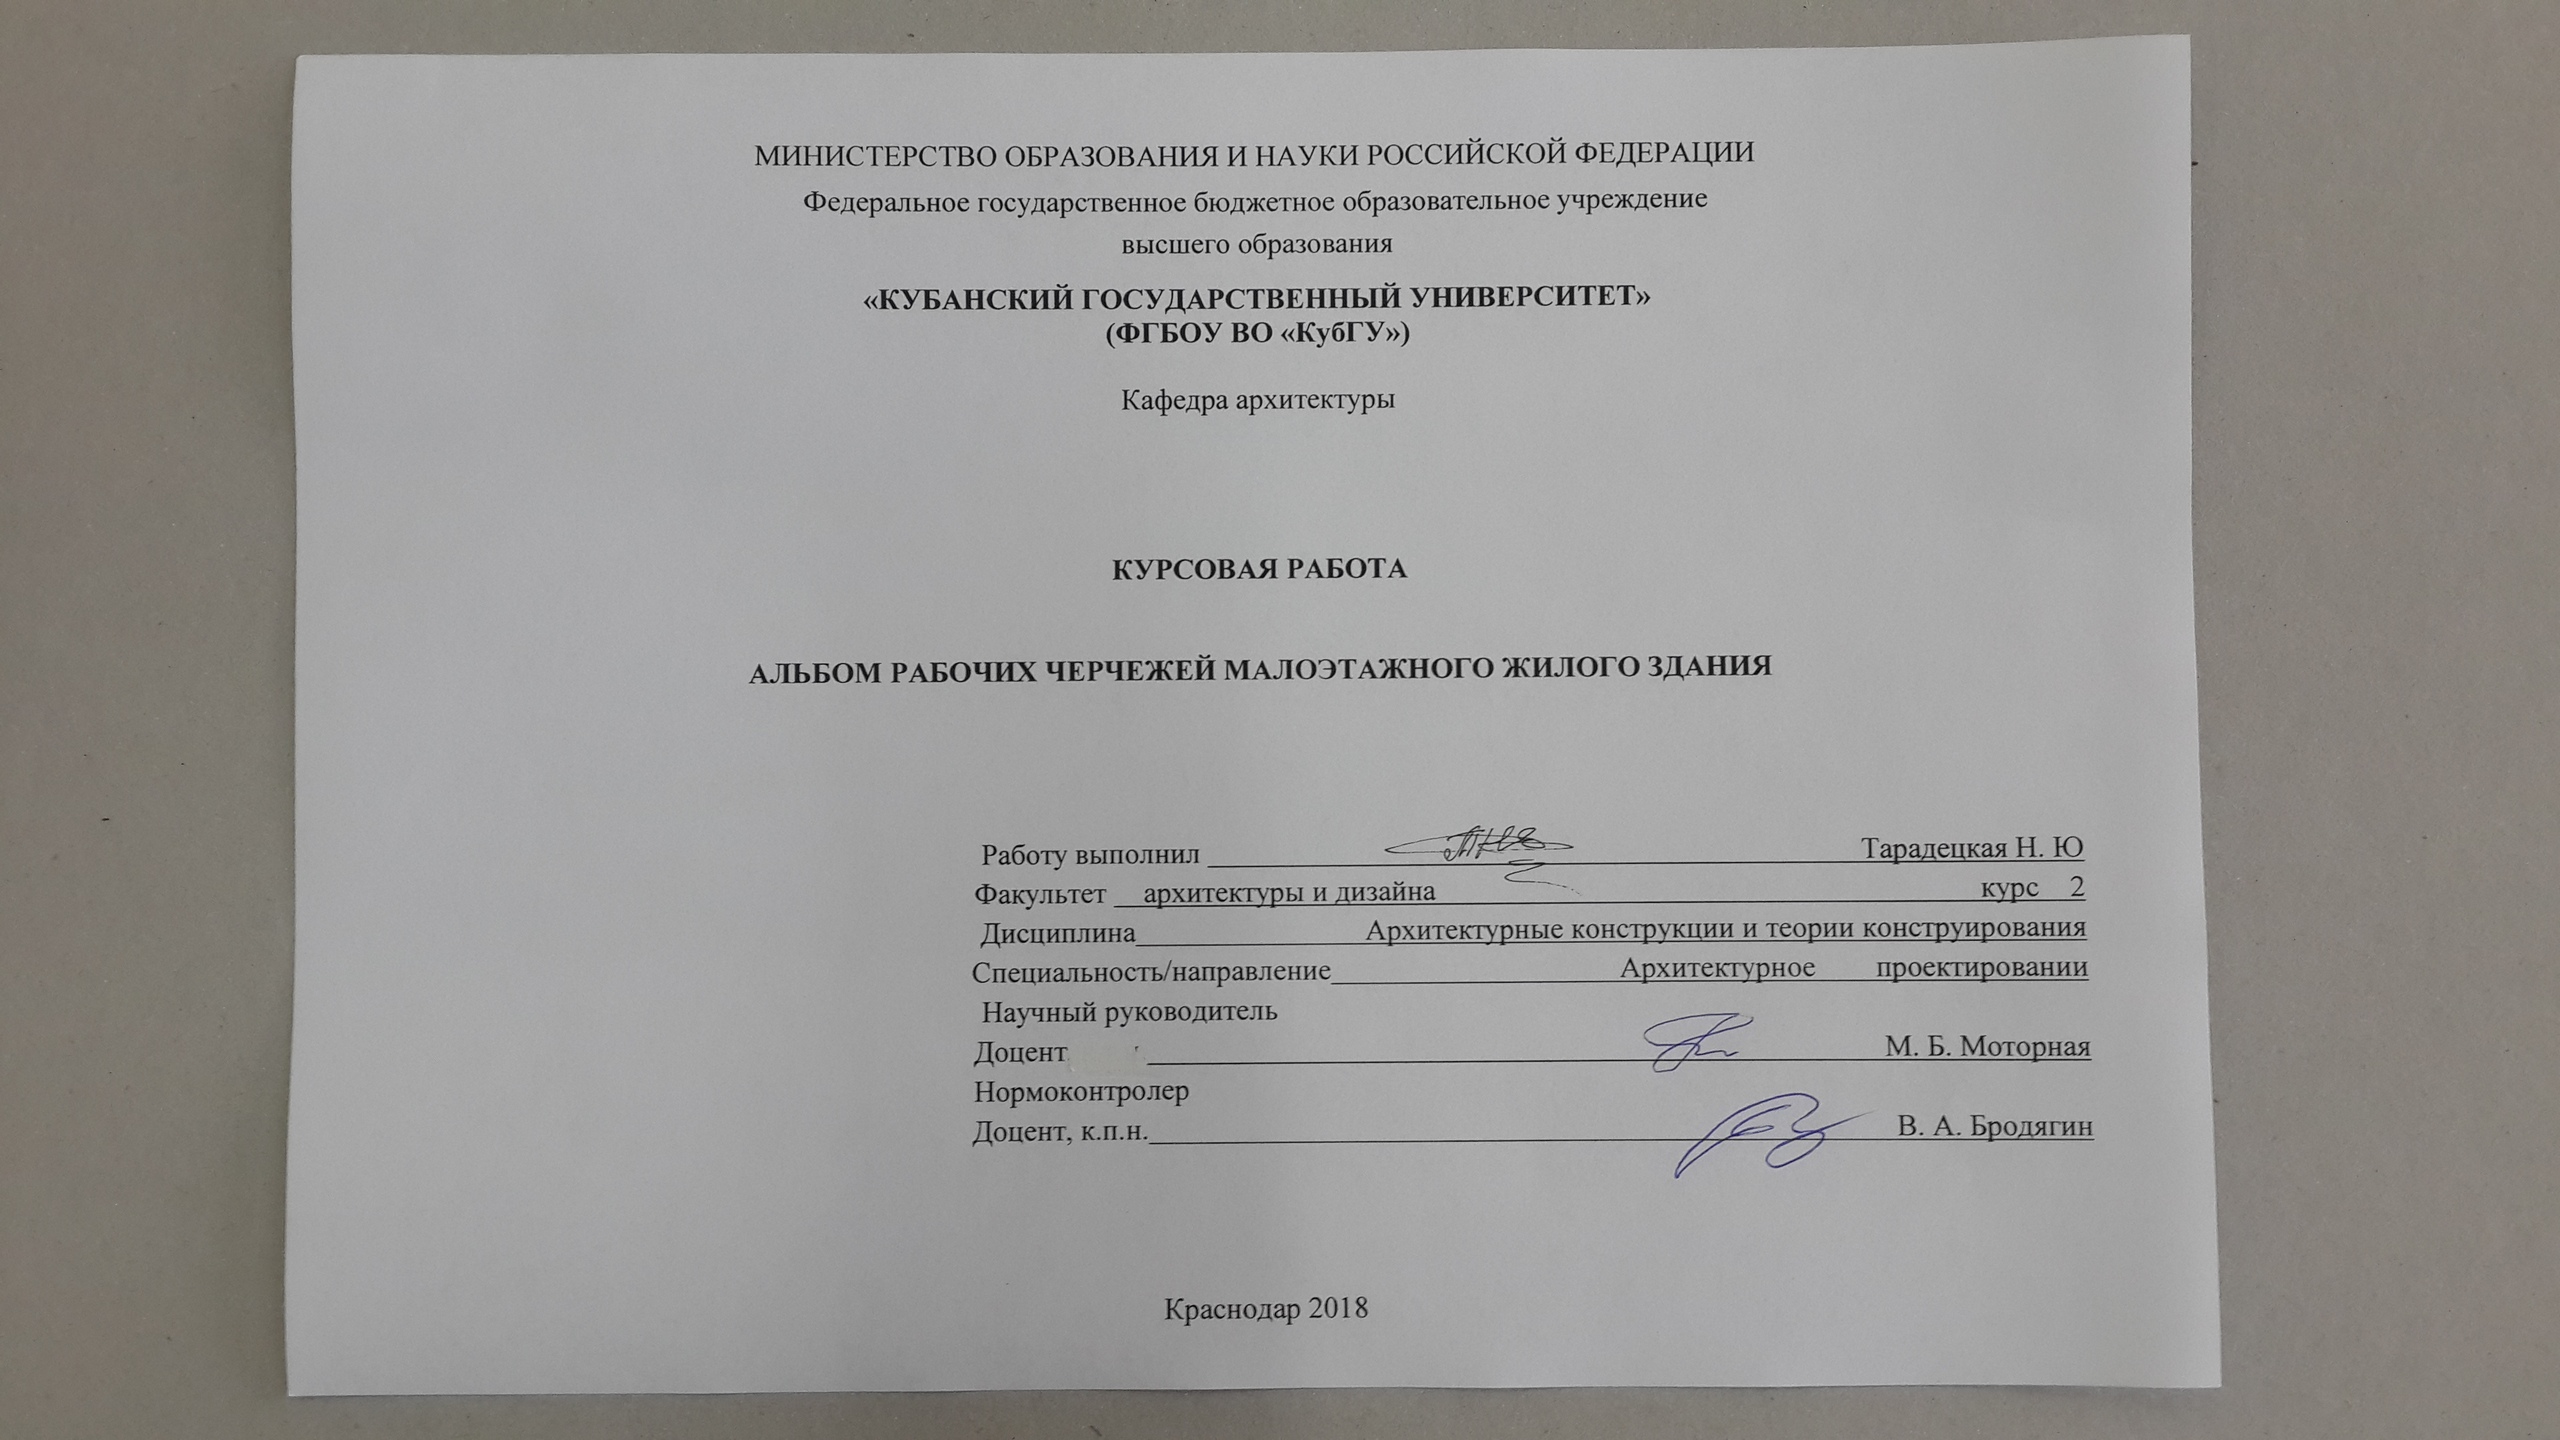 МИНИСТЕРСТВО ОБРАЗОВАНИЯ И НАУКИ РОССИЙСКОЙ ФЕДЕРАЦИИ
Федеральное государственное бюджетное образовательное учреждение
высшего образования
«КУБАНСКИЙ ГОСУДАРСТВЕННЫЙ УНИВЕРСИТЕТ»
(ФГБОУ ВО «КубГУ»)
Кафедра архитектуры
КУРСОВАЯ РАБОТА
АЛЬБОМ РАБОЧИХ ЧЕРЧЕЖЕЙ МАЛОЭТАЖНОГО ЖИЛОГО ЗДАНИЯ
Работу выполнил Тарадецкая Н. Ю
Факультет архитектуры и дизайна курс 2
Дисциплина Архитектурные конструкции и теории конструирования
Специальность/направление Архитектурное проектировании
Научный руководитель
Доцент М. Б. Моторная
Нормоконтролер
Доцент, к.п.н. В. А. Бродягин
Краснодар 2018